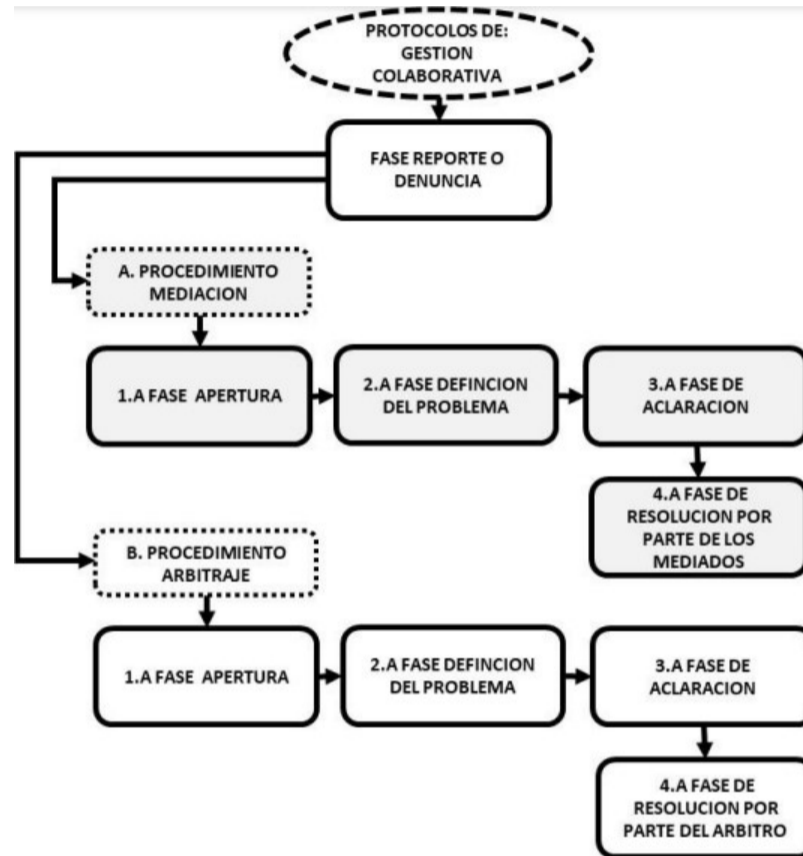 PROTOCOLOS DE:
GESTION
COLABORATIVA
FASE REPORTE O
DENUNCIA
A. PROCEDIMIENTO
MEDIACION
1.A FASE APERTURA
2.A FASE DEFINCION
DEL PROBLEMA
3.A FASE DE
ACLARACION
4.A FASE DE
RESOLUCION POR
PARTE DE LOS
MEDIADOS
B. PROCEDIMIENTO
ARBITRAJE
1.A FASE APERTURA
2.A FASE DEFINCION
DEL PROBLEMA
3.A FASE DE
ACLARACION
4.A FASE DE
RESOLUCION POR
PARTE DEL ARBITRO